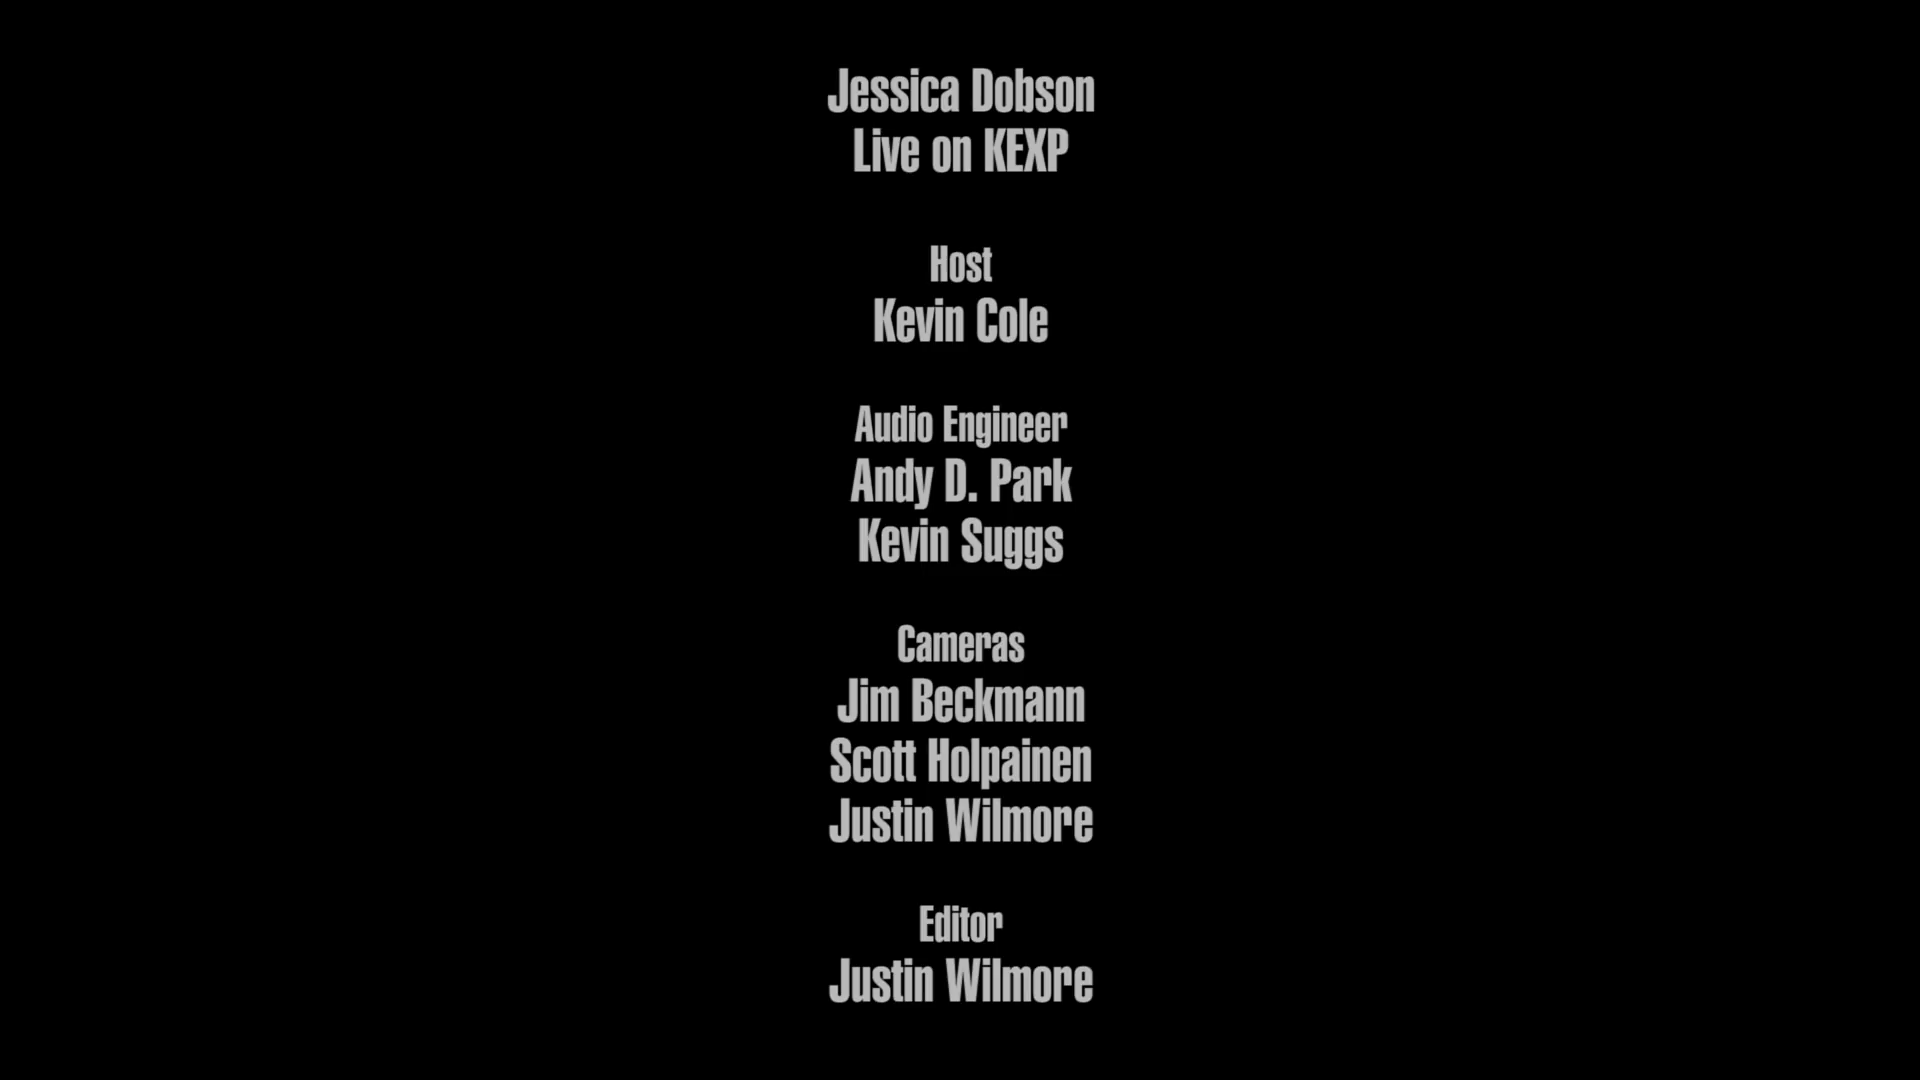 Jessica Dobson
Live on KEXP
Host
Kevin Cole
Audio Engineer
Andy D. Park
Kevin Suggs
Cameras
Jim Beckmann
Scott Holpainen
Justin Wilmore
Editor
Justin Wilmore